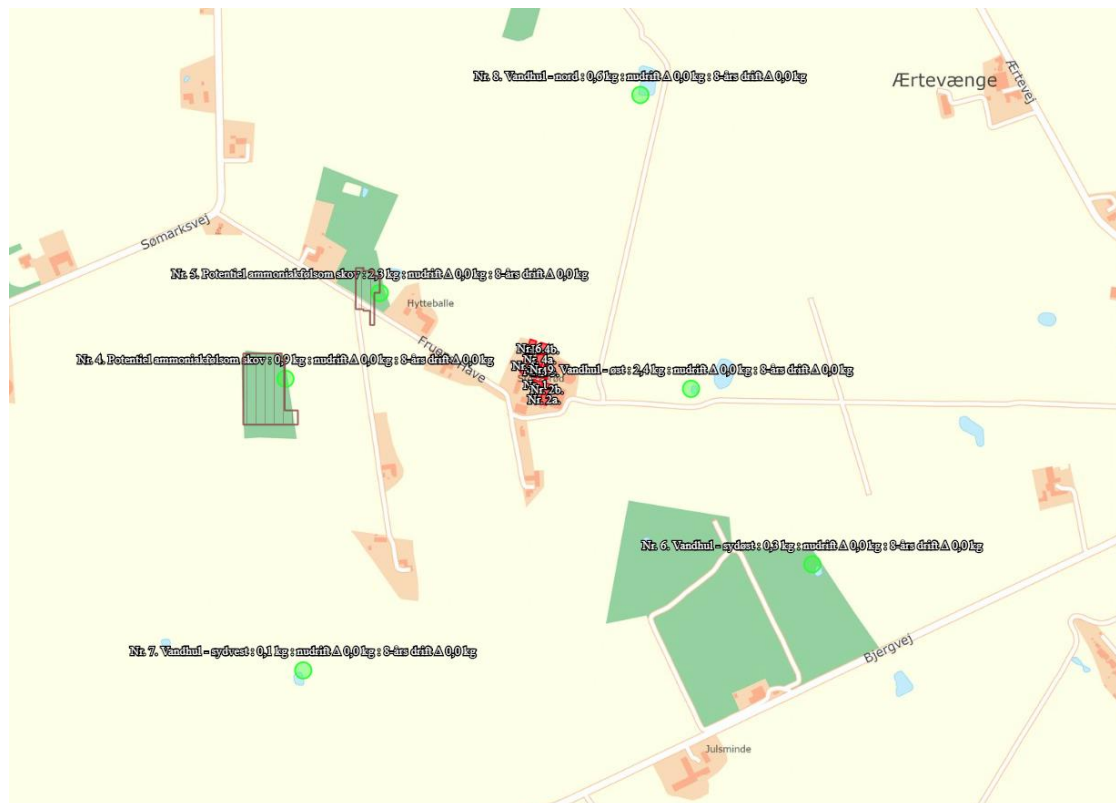 Nr. 8. Vandhul - nord : 0,6 kg : nudrift Δ 0,0 kg : 8-års drift Δ 0,0 kg
Ærtevænge
Ærtevej
Sømarksvej
Nr. 5. Potentiel ammoniakfølsom skov : 2,3 kg : nudrift Δ 0,0 kg : 8-års drift Δ 0,0 kg
Hytteballe
Nr. 4b.
Nr. 4a.
Nr. 4. Potentiel ammoniakfølsom skov : 0,9 kg : nudrift Δ 0,0 kg : 8-års drift Δ 0,0 kg
Have
Nr. 9. Vandhul - øst : 2,4 kg : nudrift Δ 0,0 kg : 8-års drift Δ 0,0 kg
Nr. 2b.
Nr. 2a.
Nr. 6. Vandhul - sydøst : 0,3 kg : nudrift Δ 0,0 kg : 8-års drift Δ 0,0 kg
Nr. 7. Vandhul - sydvest : 0,1 kg : nudrift Δ 0,0 kg : 8-års drift Δ 0,0 kg
Bjergvej
Julsminde